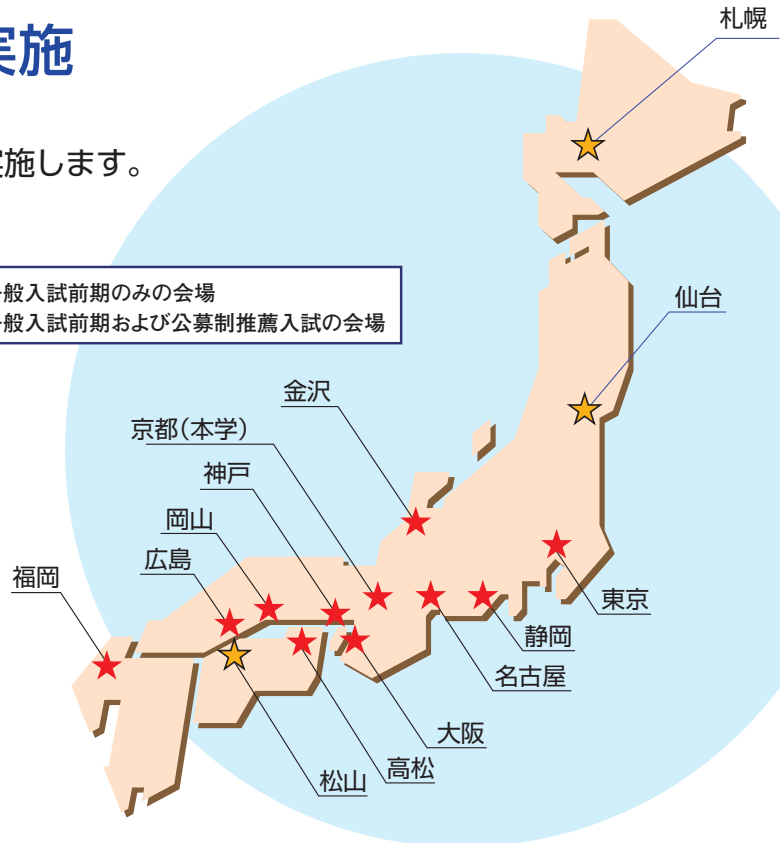 実施
実施します。
般入試前期のみの会場
般入試前期および公募制推薦入試の会場
札幌
仙台
金沢
京都(本学)
神戸
岡山
広島
福岡
東京
静岡
名古屋
大阪
高松
松山